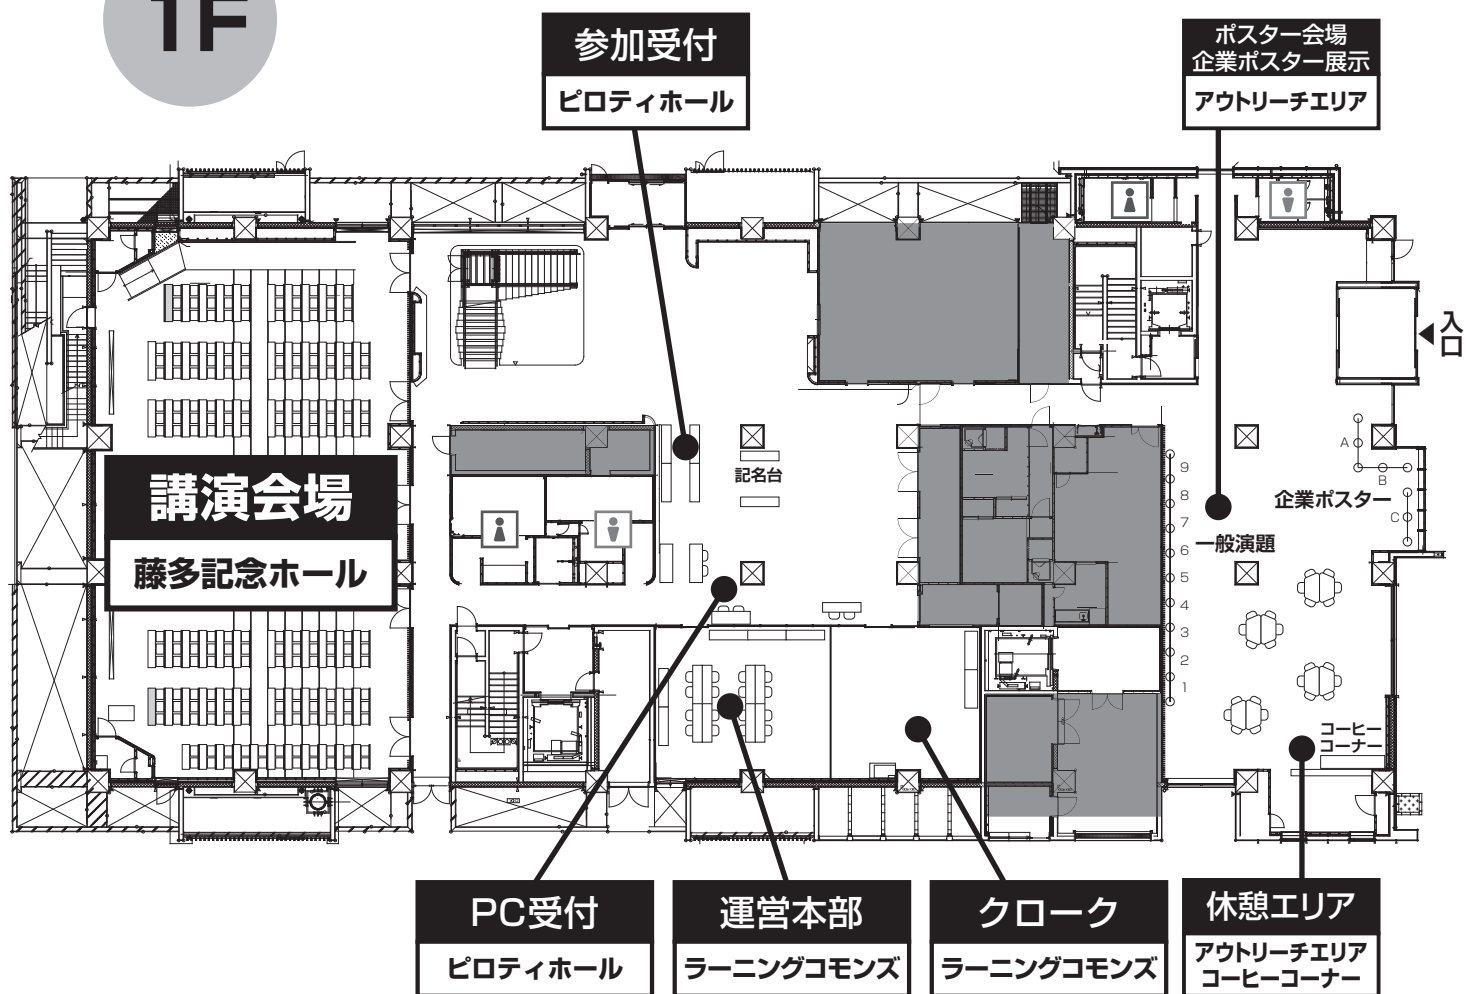 1F
参加受付
ピロティホール
ポスター会場
企業ポスター展示
アウトリーチエリア
入口
記名台
講演会場
藤多記念ホール
A
B
C
企業ポスター
一般演題
9
8
7
6
5
4
3
2
1
コーヒー
コーナー
PC受付
ピロティホール
運営本部
ラーニングコモンズ
クローク
ラーニングコモンズ
休憩エリア
アウトリーチエリア
コーヒーコーナー